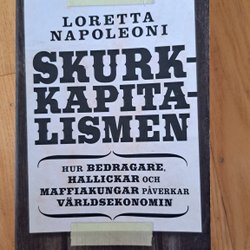 LORETTA
NAPOLEONI
SKURK-
KAPITA-
LISMEN
HUR BEDRAGARE,
HALLICKAR OCH
MAFFIAKUNGAR PÅVERKAR
VÄRLDSEKONOMIN